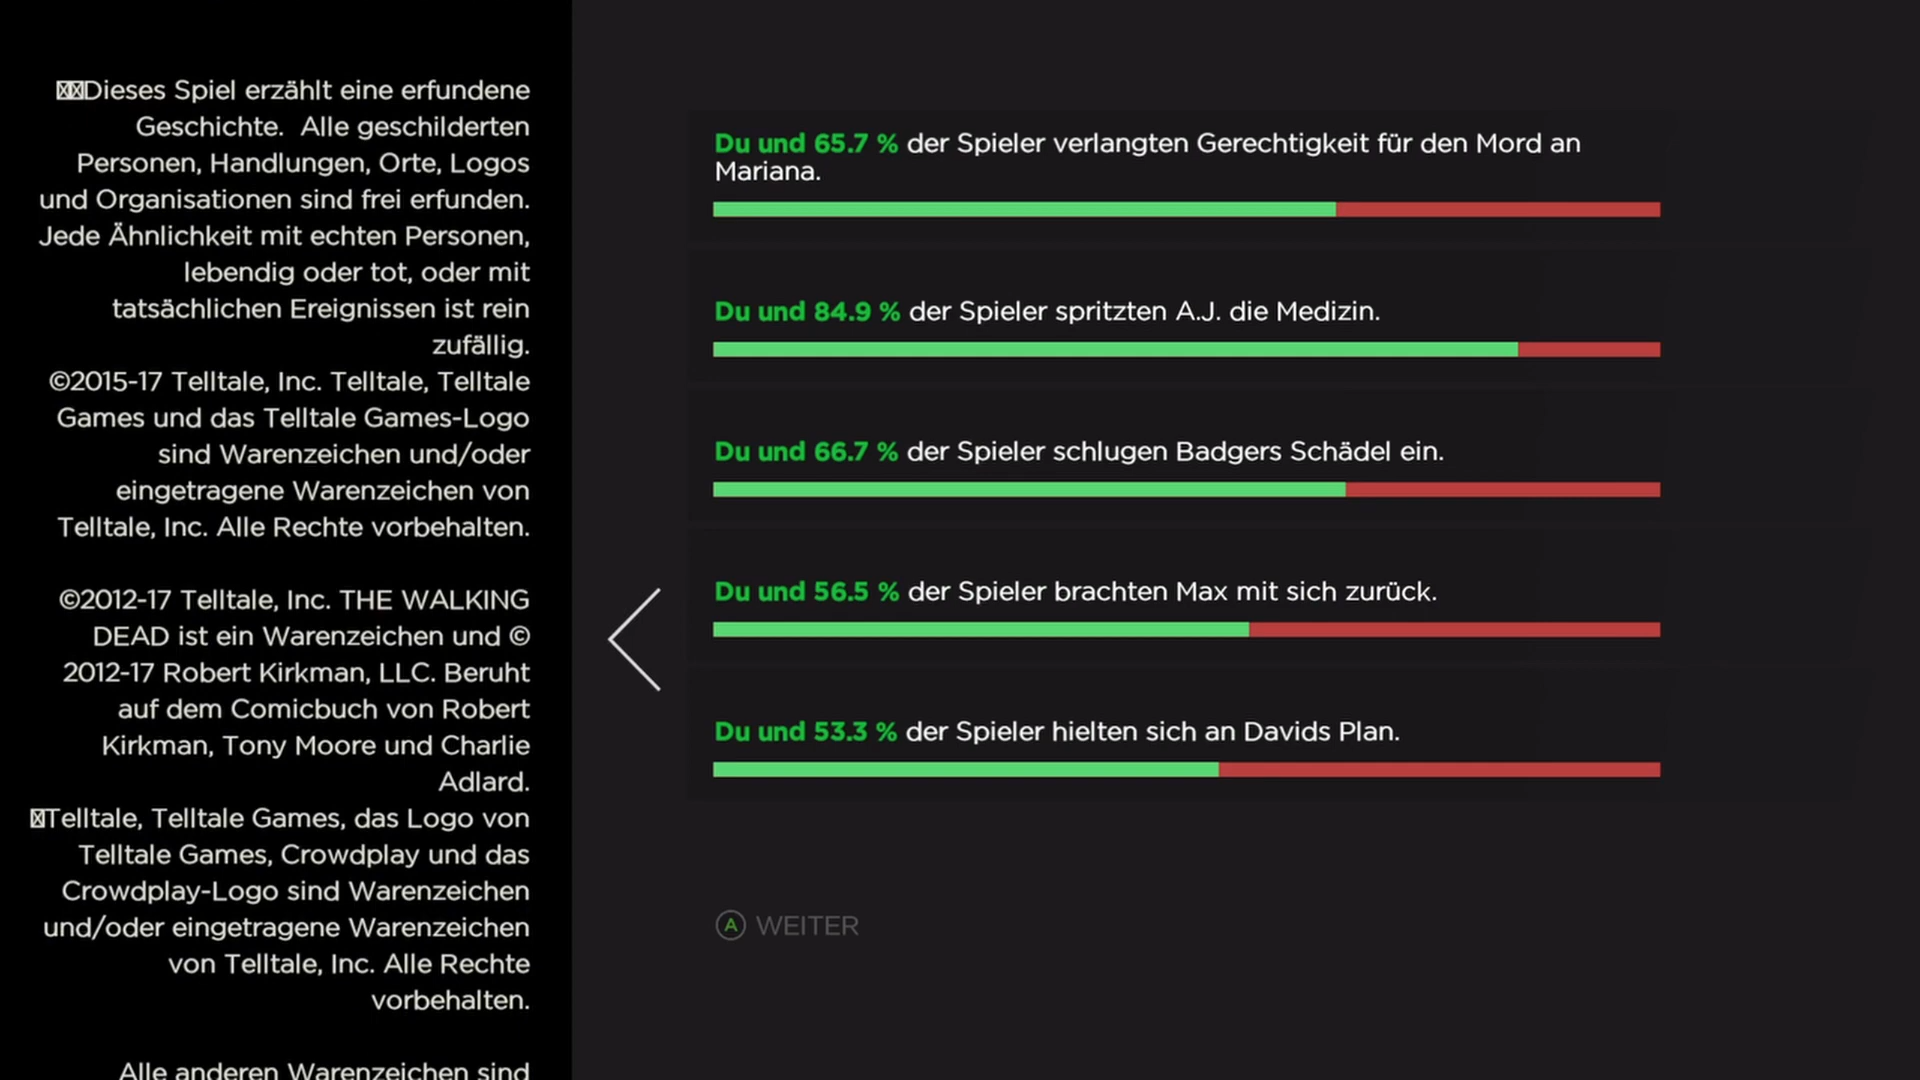 Dieses Spiel erzählt eine erfundene
Geschichte.  Alle geschilderten
Personen, Handlungen, Orte, Logos
und Organisationen sind frei erfunden.
Jede Ähnlichkeit mit echten Personen,
lebendig oder tot, oder mit
tatsächlichen Ereignissen ist rein
zufällig.
©2015-17 Telltale, Inc. Telltale, Telltale
Games und das Telltale Games-Logo
sind Warenzeichen und/oder
eingetragene Warenzeichen von
Telltale, Inc. Alle Rechte vorbehalten.
©2012-17 Telltale, Inc. THE WALKING
DEAD ist ein Warenzeichen und ©
2012-17 Robert Kirkman, LLC. Beruht
auf dem Comicbuch von Robert
Kirkman, Tony Moore und Charlie
Adlard.
Telltale, Telltale Games, das Logo von
Telltale Games, Crowdplay und das
Crowdplay-Logo sind Warenzeichen
und/oder eingetragene Warenzeichen
von Telltale, Inc. Alle Rechte
vorbehalten.
Alle anderen Warenzeichen sind
Du und 65.7 % der Spieler verlangten Gerechtigkeit für den Mord an
Mariana.
Du und 84.9 % der Spieler spritzten A.J. die Medizin.
Du und 66.7 % der Spieler schlugen Badgers Schädel ein.
Du und 56.5 % der Spieler brachten Max mit sich zurück.
Du und 53.3 % der Spieler hielten sich an Davids Plan.
A WEITER